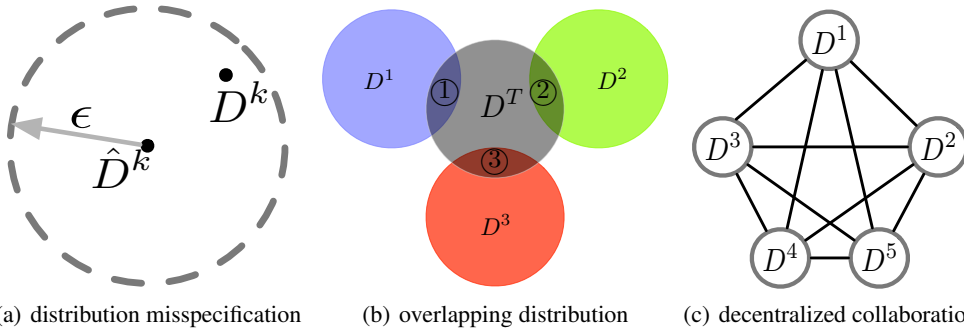 ϵ
D^k
D̂^k
(a) distribution misspecification
D^1
①
D^T
②
D^2
③
D^3
(b) overlapping distribution
D^1
D^3
D^2
D^4
D^5
(c) decentralized collaboration